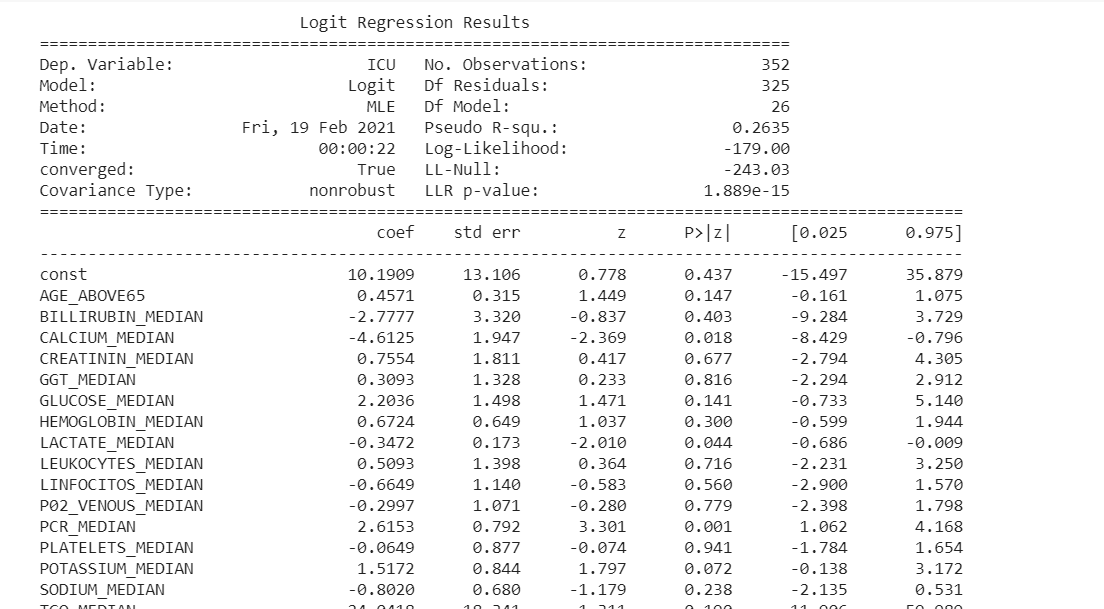 Logit Regression Results
==============================================================================
Dep. Variable: ICU No. Observations: 352
Model: Logit Df Residuals: 325
Method: MLE Df Model: 26
Date: Fri, 19 Feb 2021 Pseudo R-squ.: 0.2635
Time: 00:00:22 Log-Likelihood: -179.00
converged: True LL-Null: -243.03
Covariance Type: nonrobust LLR p-value: 1.889e-15
================================================================================================
coef std err z P>|z| [0.025 0.975]
------------------------------------------------------------------------------------------------
const 10.1909 13.106 0.778 0.437 -15.497 35.879
AGE_ABOVE65 0.4571 0.315 1.449 0.147 -0.161 1.075
BILLIRUBIN_MEDIAN -2.7777 3.320 -0.837 0.403 -9.284 3.729
CALCIUM_MEDIAN -4.6125 1.947 -2.369 0.018 -8.429 -0.796
CREATININ_MEDIAN 0.7554 1.811 0.417 0.677 -2.794 4.305
GGT_MEDIAN 0.3093 1.328 0.233 0.816 -2.294 2.912
GLUCOSE_MEDIAN 2.2036 1.498 1.471 0.141 -0.733 5.140
HEMOGLOBIN_MEDIAN 0.6724 0.649 1.037 0.300 -0.599 1.944
LACTATE_MEDIAN -0.3472 0.173 -2.010 0.044 -0.686 -0.009
LEUKOCYTES_MEDIAN 0.5093 1.398 0.364 0.716 -2.231 3.250
LINFOCITOS_MEDIAN -0.6649 1.140 -0.583 0.560 -2.900 1.570
P02_VENOUS_MEDIAN -0.2997 1.071 -0.280 0.779 -2.398 1.798
PCR_MEDIAN 2.6153 0.792 3.301 0.001 1.062 4.168
PLATELETS_MEDIAN -0.0649 0.877 -0.074 0.941 -1.784 1.654
POTASSIUM_MEDIAN 1.5172 0.844 1.797 0.072 -0.138 3.172
SODIUM_MEDIAN -0.8020 0.680 -1.179 0.238 -2.135 0.531